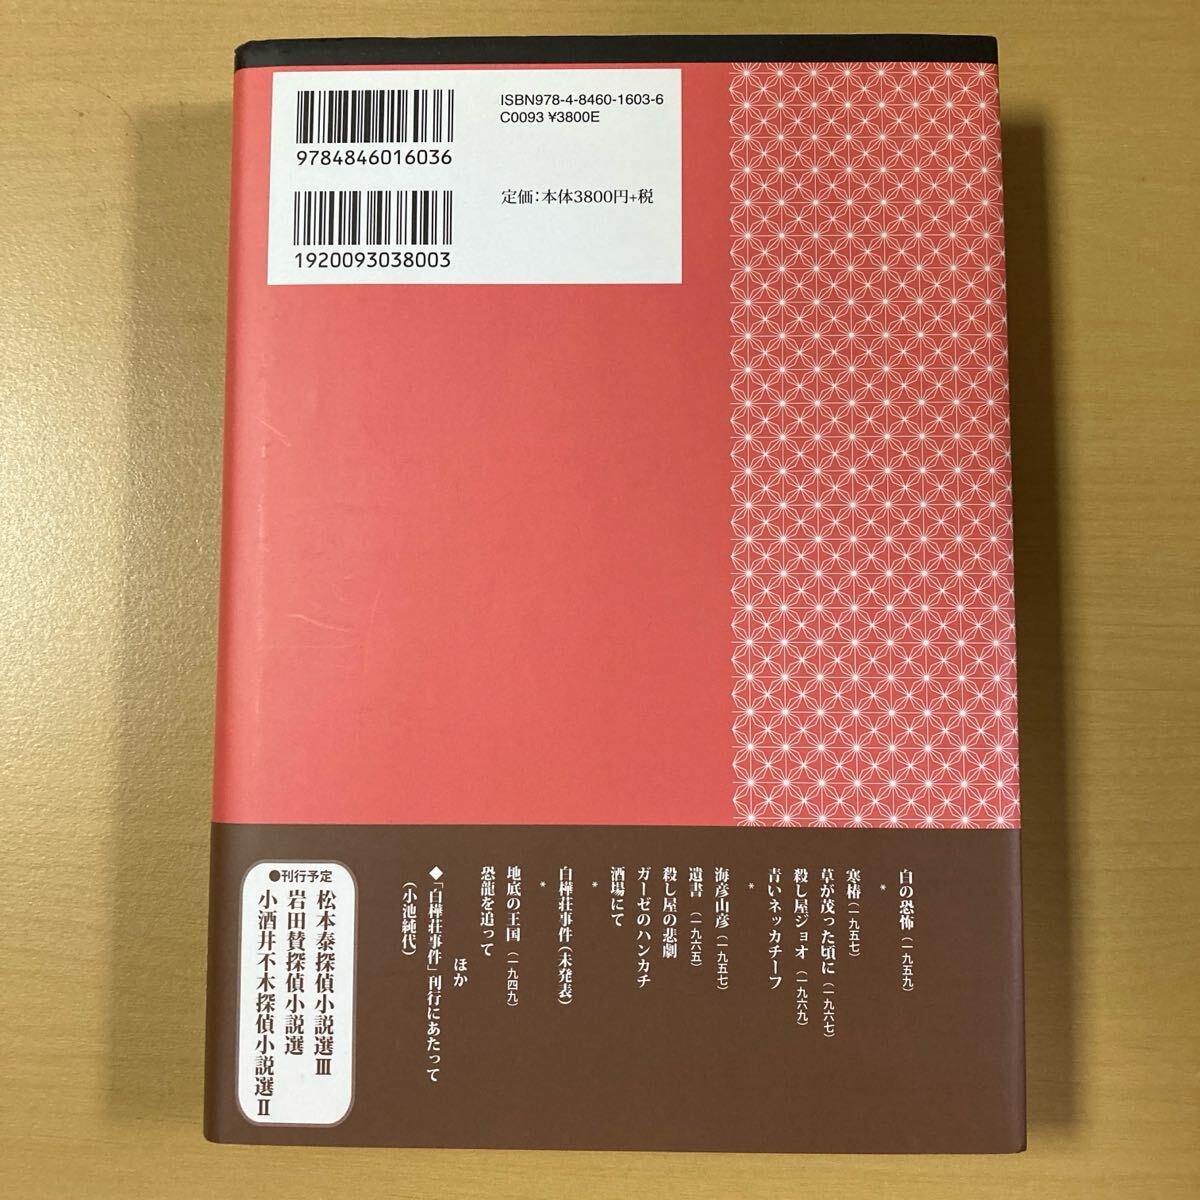 ISBN978-4-8460-1603-6
C0093 ¥3800E
9784846016036
定価:本体3800円+税
1920093038003
白の恐怖(一九五九)
*
寒椿(一九五七)
草が茂った頃に(一九六七)
殺し屋ジョオ(一九六九)
青いネッカチーフ
*
海彦山彦(一九五七)
遺書(一九六五)
殺し屋の悲劇
ガーゼのハンカチ
酒場にて
*
白樺荘事件(未発表)
*
地底の王国(一九四九)
恐龍を追って
ほか
◆「白樺荘事件」刊行にあたって
(小池純代)
●刊行予定
松本泰探偵小説選Ⅲ
岩田賛探偵小説選
小酒井不木探偵小説選Ⅱ